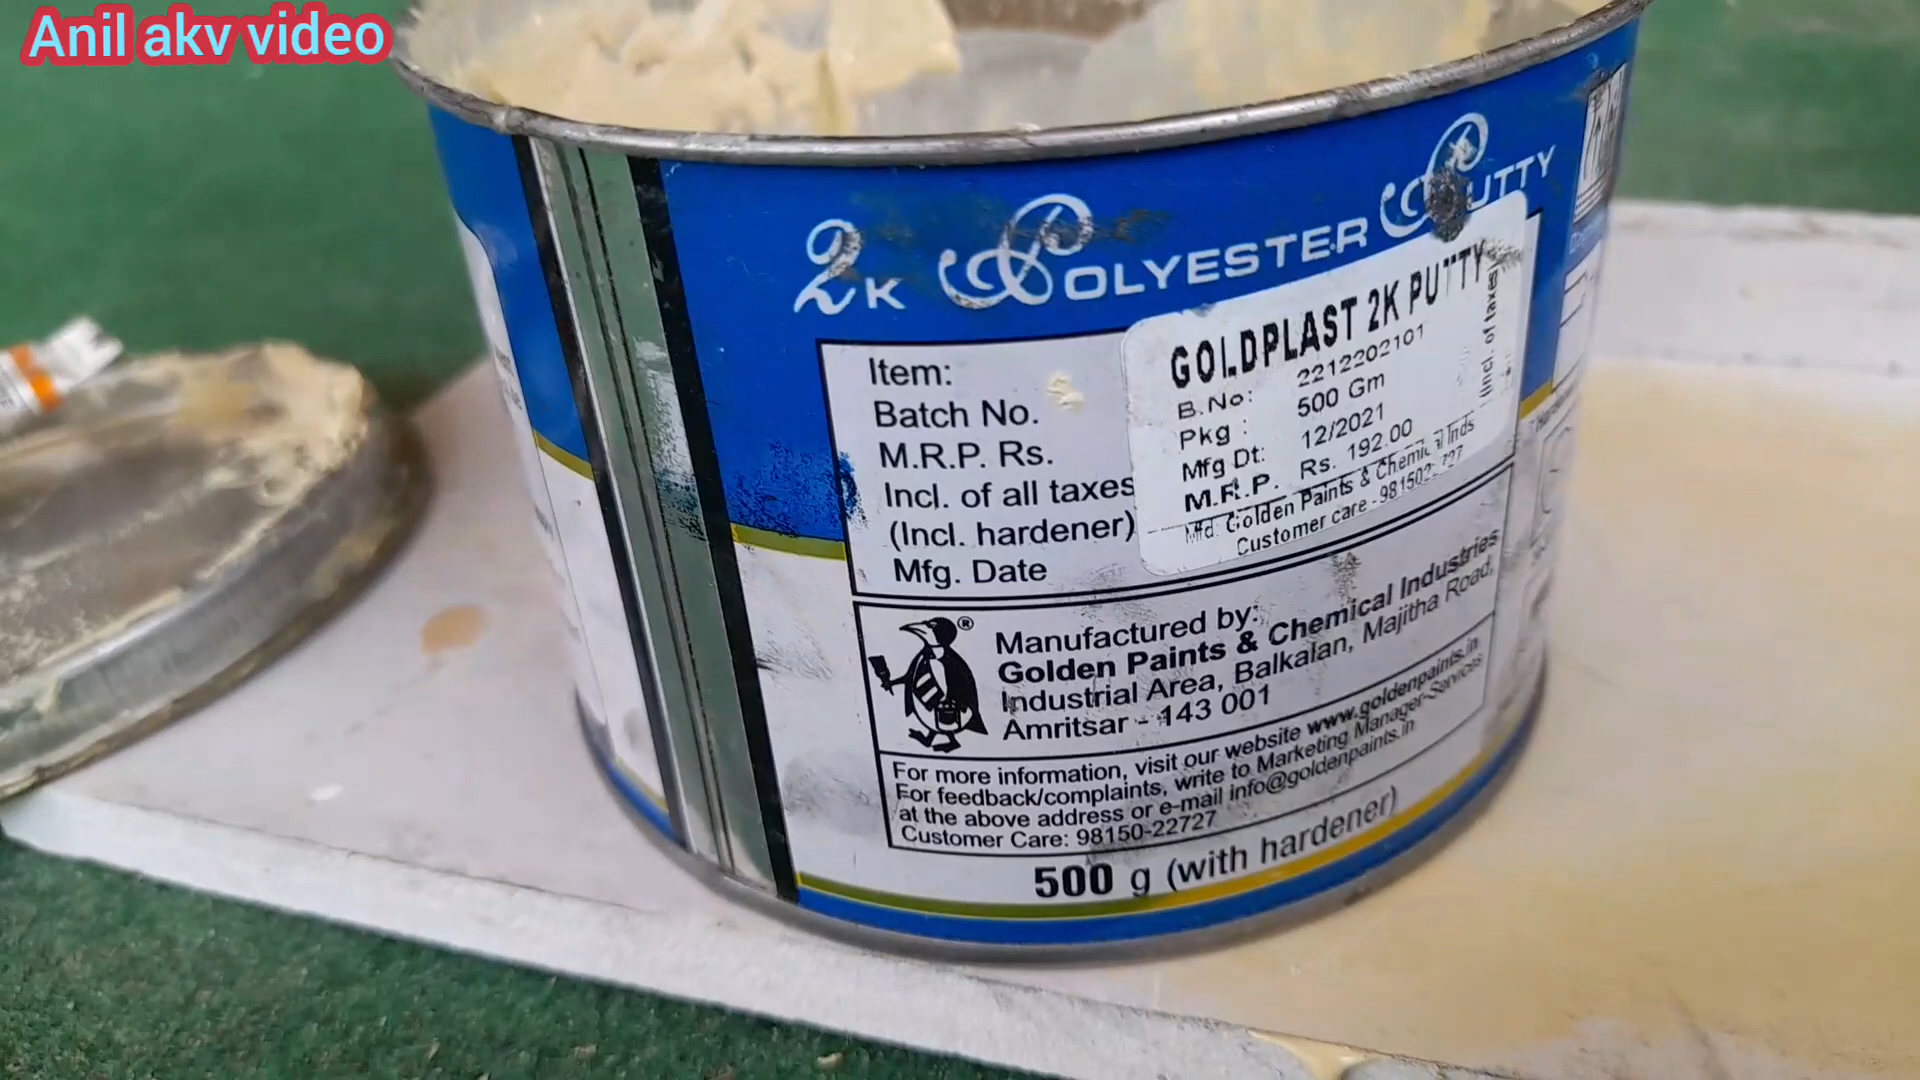 Anil akv video
2K POLYESTER PUTTY
Item:
Batch No.
M.R.P. Rs.
Incl. of all taxes
(Incl. hardener)
Mfg. Date
GOLDPLAST 2K PUTTY
B.No: 2212202101
Pkg : 500 Gm
Mfg Dt: 12/2021
M.R.P. Rs. 192.00
(Incl. of taxes)
Mfd: Golden Paints & Chemical Inds
Customer care -
Manufactured by:
Golden Paints & Chemical Industries
Industrial Area, Balkalan, Majitha Road,
Amritsar - 143 001
For more information, visit our website www.goldenpaints.in
For feedback/complaints, write to Marketing Manager-Services
at the above address or e-mail info@goldenpaints.in
Customer Care: 98150-22727
500 g (with hardener)